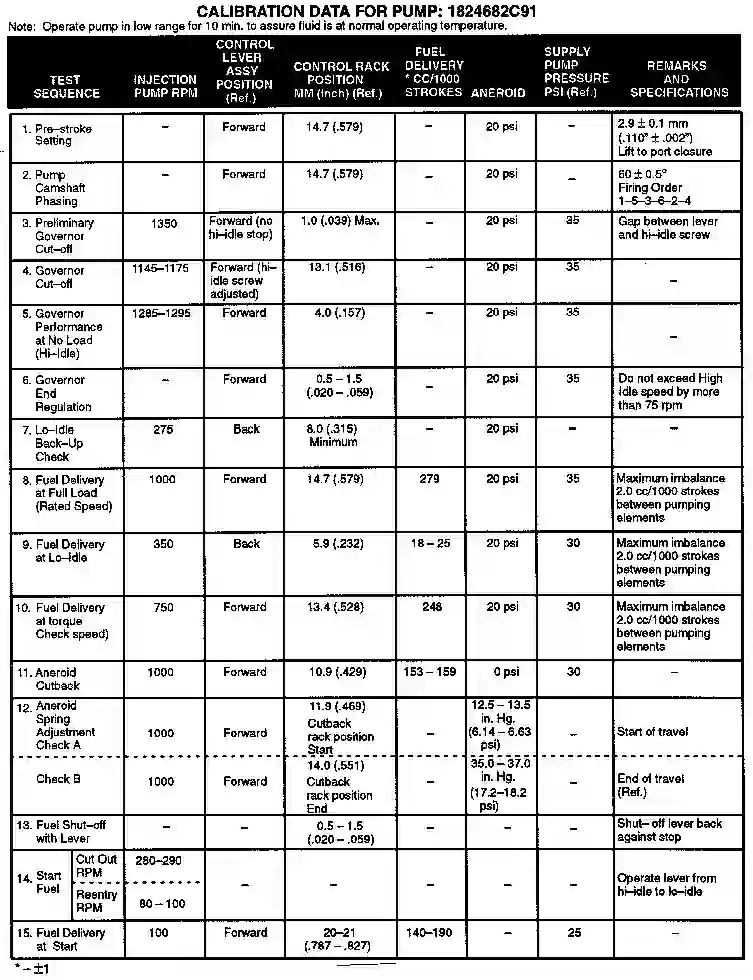 CALIBRATION DATA FOR PUMP: 1824682C91
Note: Operate pump in low range for 10 min. to assure fluid is at normal operating temperature.
TEST SEQUENCE | INJECTION PUMP RPM | CONTROL LEVER ASSY POSITION (Ref.) | CONTROL RACK POSITION MM (Inch) (Ref.) | FUEL DELIVERY * CC/1000 STROKES | ANEROID | SUPPLY PUMP PRESSURE PSI (Ref.) | REMARKS AND SPECIFICATIONS
1. Pre–stroke Setting | – | Forward | 14.7 (.579) | – | 20 psi | – | 2.9 ± 0.1 mm (.110" ± .002") Lift to port closure
2. Pump Camshaft Phasing | – | Forward | 14.7 (.579) | – | 20 psi | – | 60 ± 0.5° Firing Order 1–5–3–6–2–4
3. Preliminary Governor Cut–off | 1350 | Forward (no hi–idle stop) | 1.0 (.039) Max. | – | 20 psi | 35 | Gap between lever and hi–idle screw
4. Governor Cut–off | 1145–1175 | Forward (hi–idle screw adjusted) | 13.1 (.516) | – | 20 psi | 35 | –
5. Governor Performance at No Load (Hi–Idle) | 1285–1295 | Forward | 4.0 (.157) | – | 20 psi | 35 | –
6. Governor End Regulation | – | Forward | 0.5 – 1.5 (.020 – .059) | – | 20 psi | 35 | Do not exceed High Idle speed by more than 75 rpm
7. Lo–Idle Back–Up Check | 275 | Back | 8.0 (.315) Minimum | – | 20 psi | – | –
8. Fuel Delivery at Full Load (Rated Speed) | 1000 | Forward | 14.7 (.579) | 279 | 20 psi | 35 | Maximum imbalance 2.0 cc/1000 strokes between pumping elements
9. Fuel Delivery at Lo–idle | 350 | Back | 5.9 (.232) | 18 – 25 | 20 psi | 30 | Maximum imbalance 2.0 cc/1000 strokes between pumping elements
10. Fuel Delivery at torque Check speed) | 750 | Forward | 13.4 (.528) | 248 | 20 psi | 30 | Maximum imbalance 2.0 cc/1000 strokes between pumping elements
11. Aneroid Cutback | 1000 | Forward | 10.9 (.429) | 153 – 159 | 0 psi | 30 | –
12. Aneroid Spring Adjustment Check A | 1000 | Forward | 11.9 (.469) Cutback rack position Start | – | 12.5 – 13.5 in. Hg. (6.14 – 6.63 psi) | – | Start of travel
Check B | 1000 | Forward | 14.0 (.551) Cutback rack position End | – | 35.0 – 37.0 in. Hg. (17.2–18.2 psi) | – | End of travel (Ref.)
13. Fuel Shut–off with Lever | – | – | 0.5 – 1.5 (.020 – .059) | – | – | – | Shut– off lever back against stop
14. Start Fuel | Cut Out RPM | 280–290 | – | – | – | – | – | Operate lever from hi–idle to lo–idle
Reentry RPM | 80 – 100
15. Fuel Delivery at Start | 100 | Forward | 20–21 (.787 – .827) | 140–190 | – | 25 | –
* – ±1